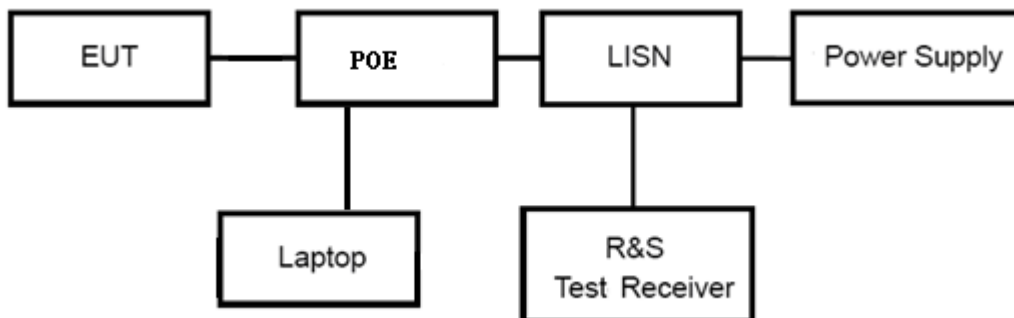 EUT
POE
LISN
Power Supply
Laptop
R&S
Test Receiver